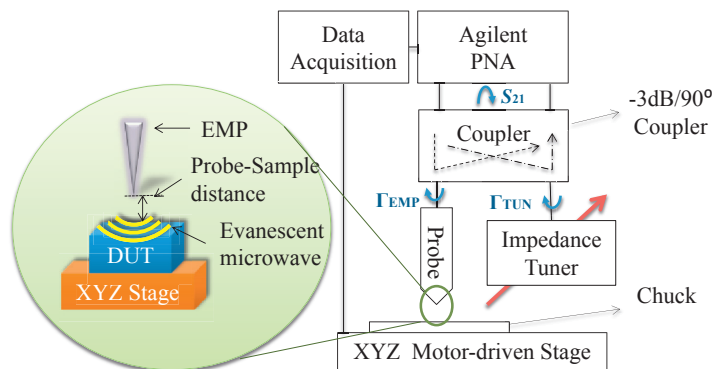 EMP
Probe-Sample
distance
Evanescent
microwave
DUT
XYZ Stage
Data
Acquisition
Agilent
PNA
S21
Coupler
-3dB/90º
Coupler
ΓEMP
ΓTUN
Probe
Impedance
Tuner
Chuck
XYZ Motor-driven Stage